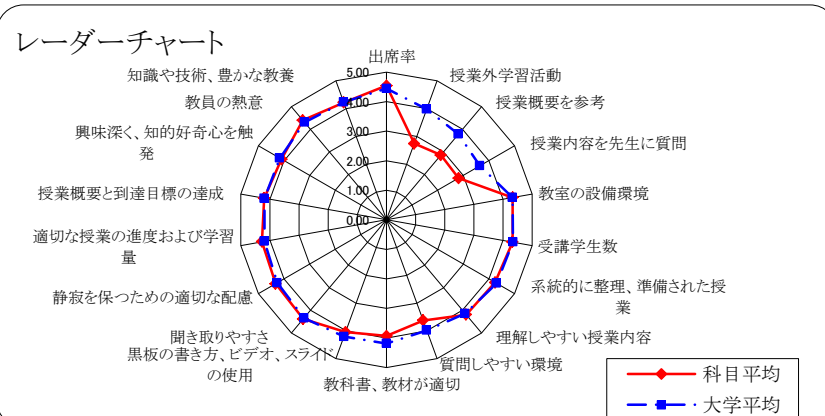 レーダーチャート
出席率
授業外学習活動
授業概要を参考
授業内容を先生に質問
教室の設備環境
受講学生数
系統的に整理、準備された授
業
理解しやすい授業内容
質問しやすい環境
教科書、教材が適切
黒板の書き方、ビデオ、スライド
の使用
聞き取りやすさ
静寂を保つための適切な配慮
適切な授業の進度および学習
量
授業概要と到達目標の達成
興味深く、知的好奇心を触
発
教員の熱意
知識や技術、豊かな教養
5.00
4.00
3.00
2.00
1.00
0.00
科目平均
大学平均